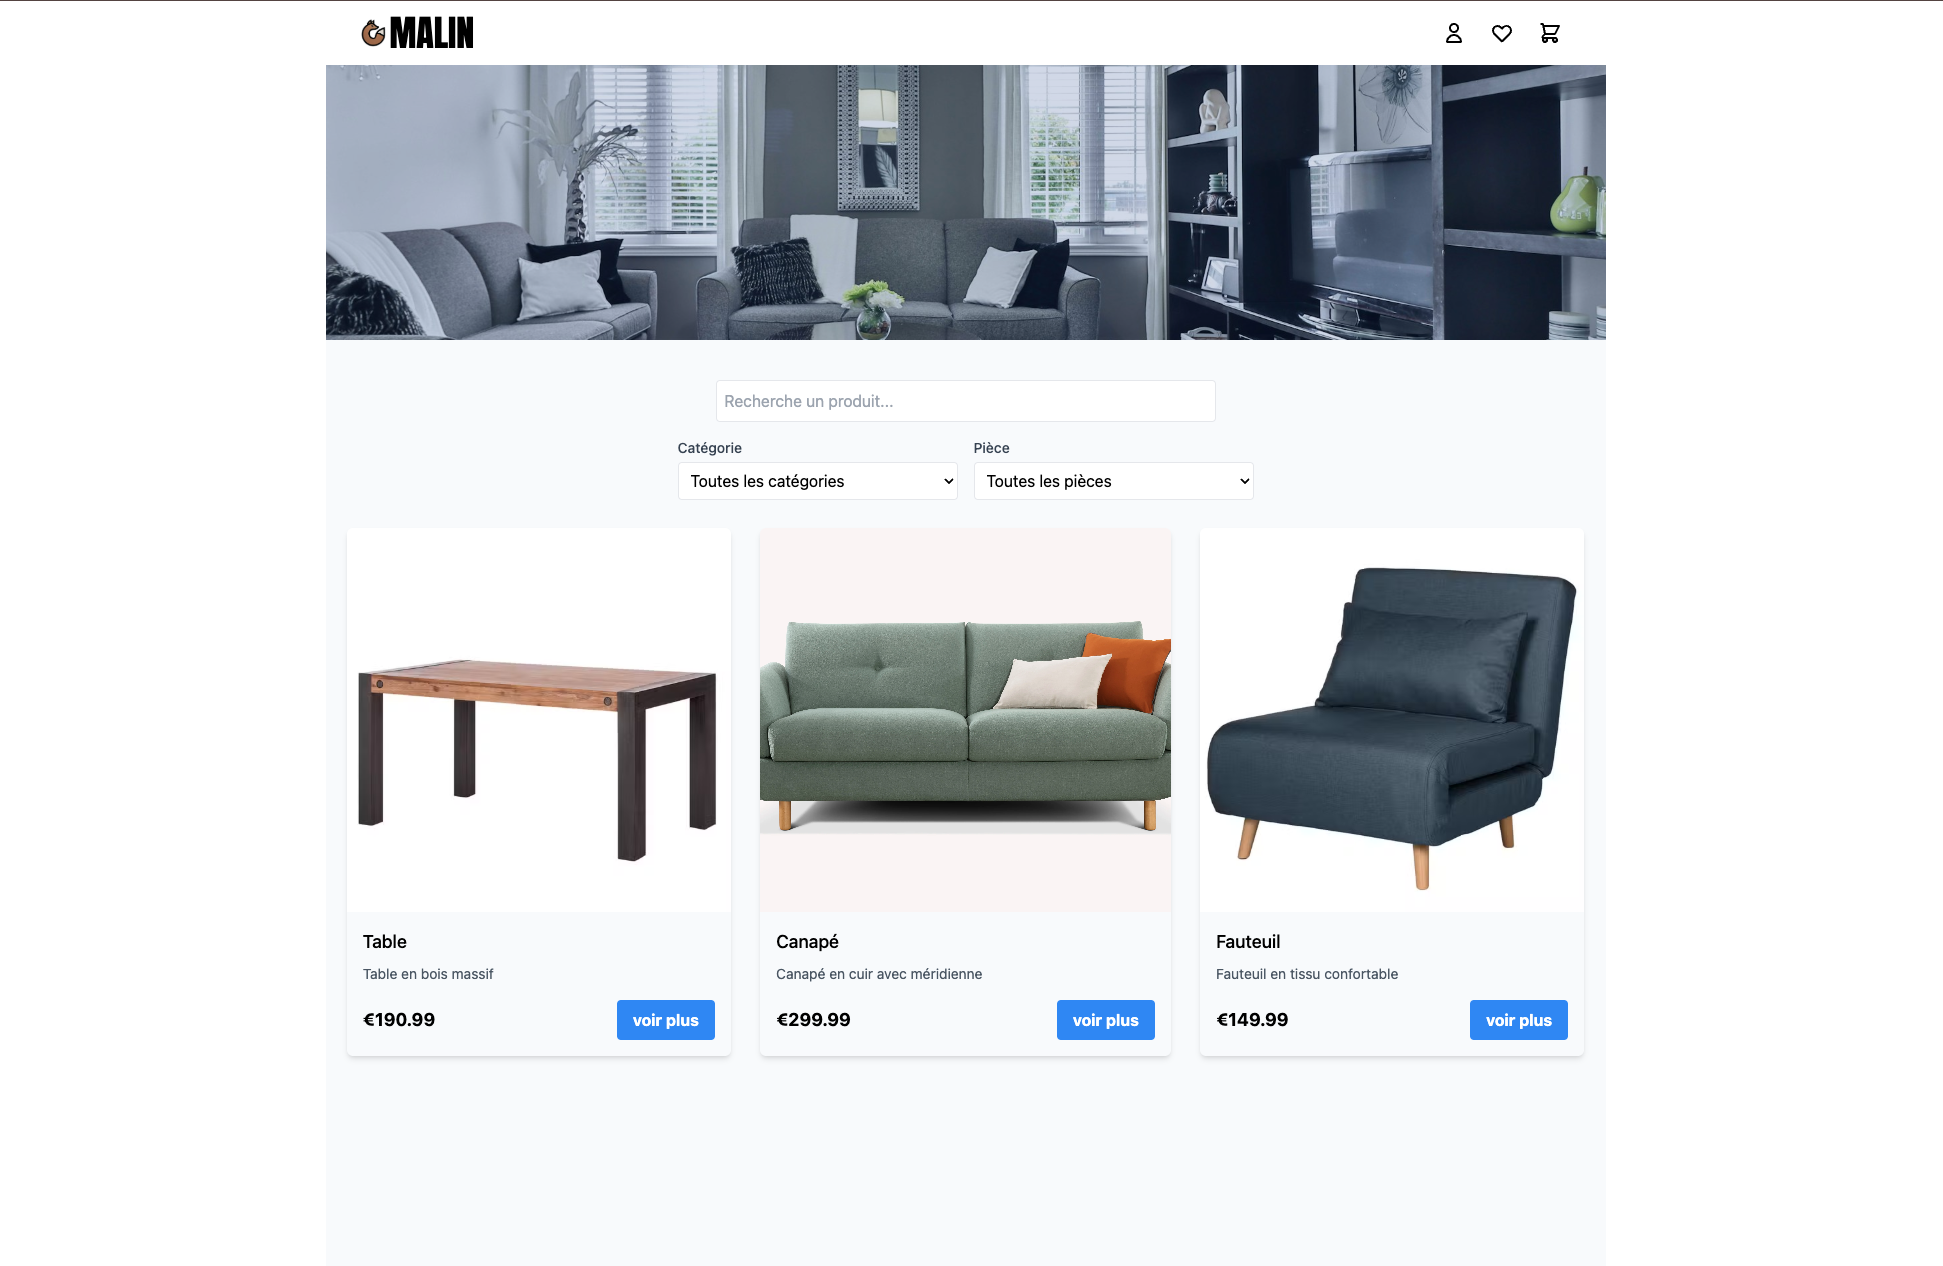 MALIN
Recherche un produit...
Catégorie
Pièce
Toutes les catégories
Toutes les pièces
Table
Table en bois massif
€190.99
voir plus
Canapé
Canapé en cuir avec méridienne
€299.99
voir plus
Fauteuil
Fauteuil en tissu confortable
€149.99
voir plus